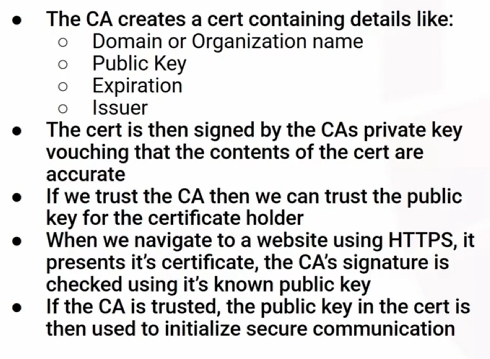 ● The CA creates a cert containing details like:
○ Domain or Organization name
○ Public Key
○ Expiration
○ Issuer
● The cert is then signed by the CAs private key
vouching that the contents of the cert are
accurate
● If we trust the CA then we can trust the public
key for the certificate holder
● When we navigate to a website using HTTPS, it
presents it's certificate, the CA's signature is
checked using it's known public key
● If the CA is trusted, the public key in the cert is
then used to initialize secure communication